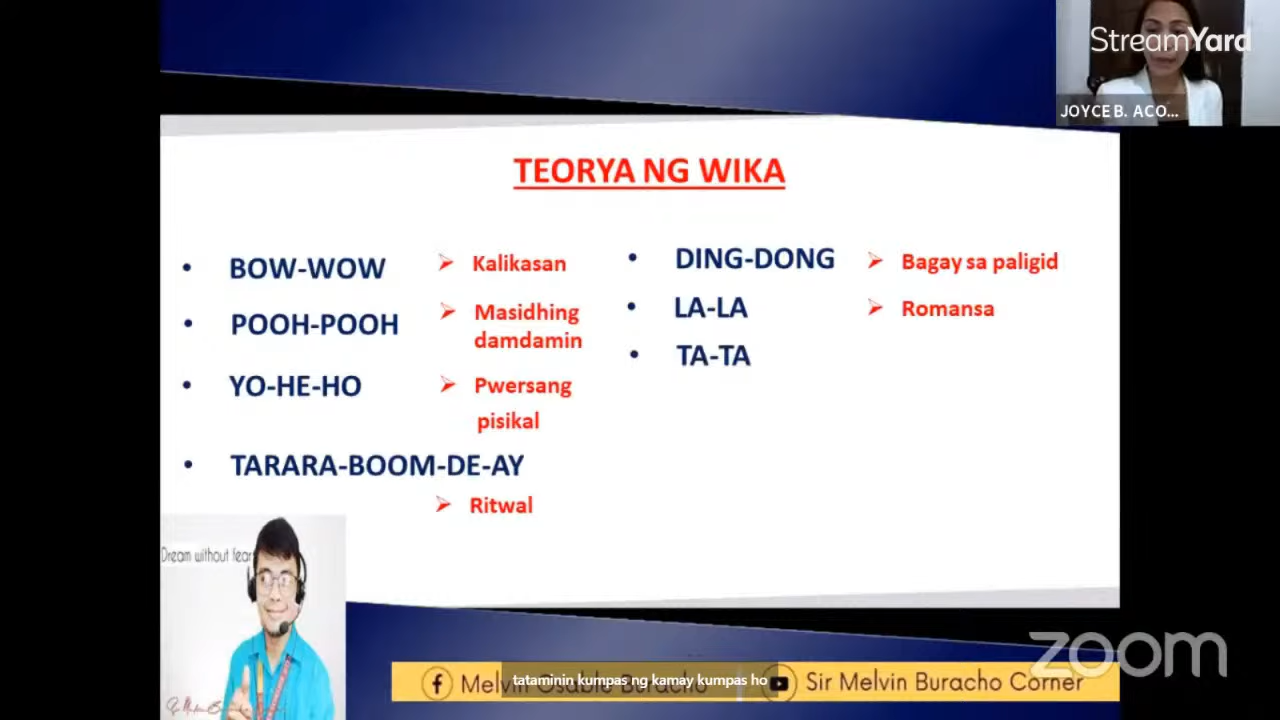 StreamYard
JOYCE B. ACO...
TEORYA NG WIKA
• BOW-WOW
➢ Kalikasan
• POOH-POOH
➢ Masidhing
damdamin
• YO-HE-HO
➢ Pwersang
pisikal
• TARARA-BOOM-DE-AY
➢ Ritwal
• DING-DONG
➢ Bagay sa paligid
• LA-LA
➢ Romansa
• TA-TA
Dream without fear
zoom
Melvin Buracho
tataminin kumpas ng kamay kumpas ho
Sir Melvin Buracho Corner